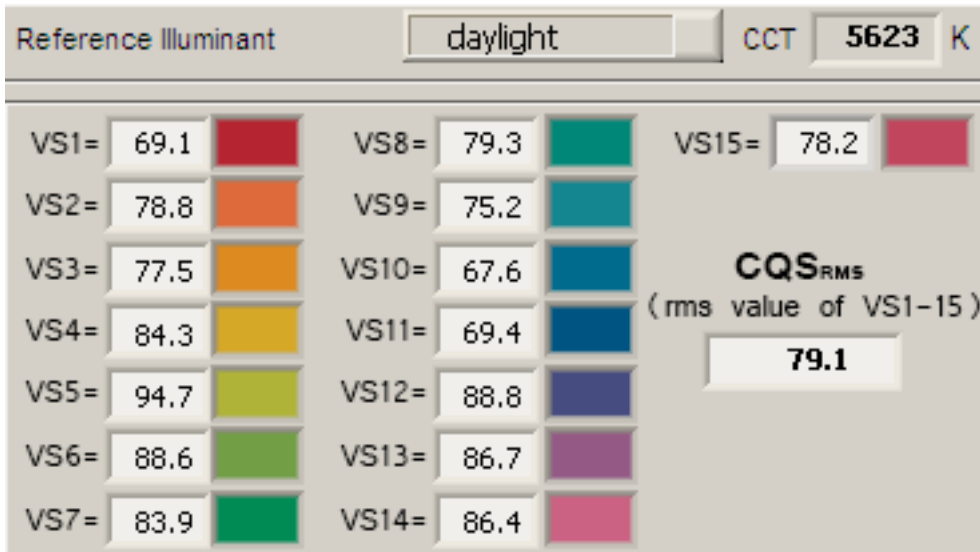 Reference Illuminant daylight CCT 5623 K
VS1= 69.1 VS8= 79.3 VS15= 78.2
VS2= 78.8 VS9= 75.2
VS3= 77.5 VS10= 67.6 CQSRMS
VS4= 84.3 VS11= 69.4 (rms value of VS1-15)
VS5= 94.7 VS12= 88.8 79.1
VS6= 88.6 VS13= 86.7
VS7= 83.9 VS14= 86.4